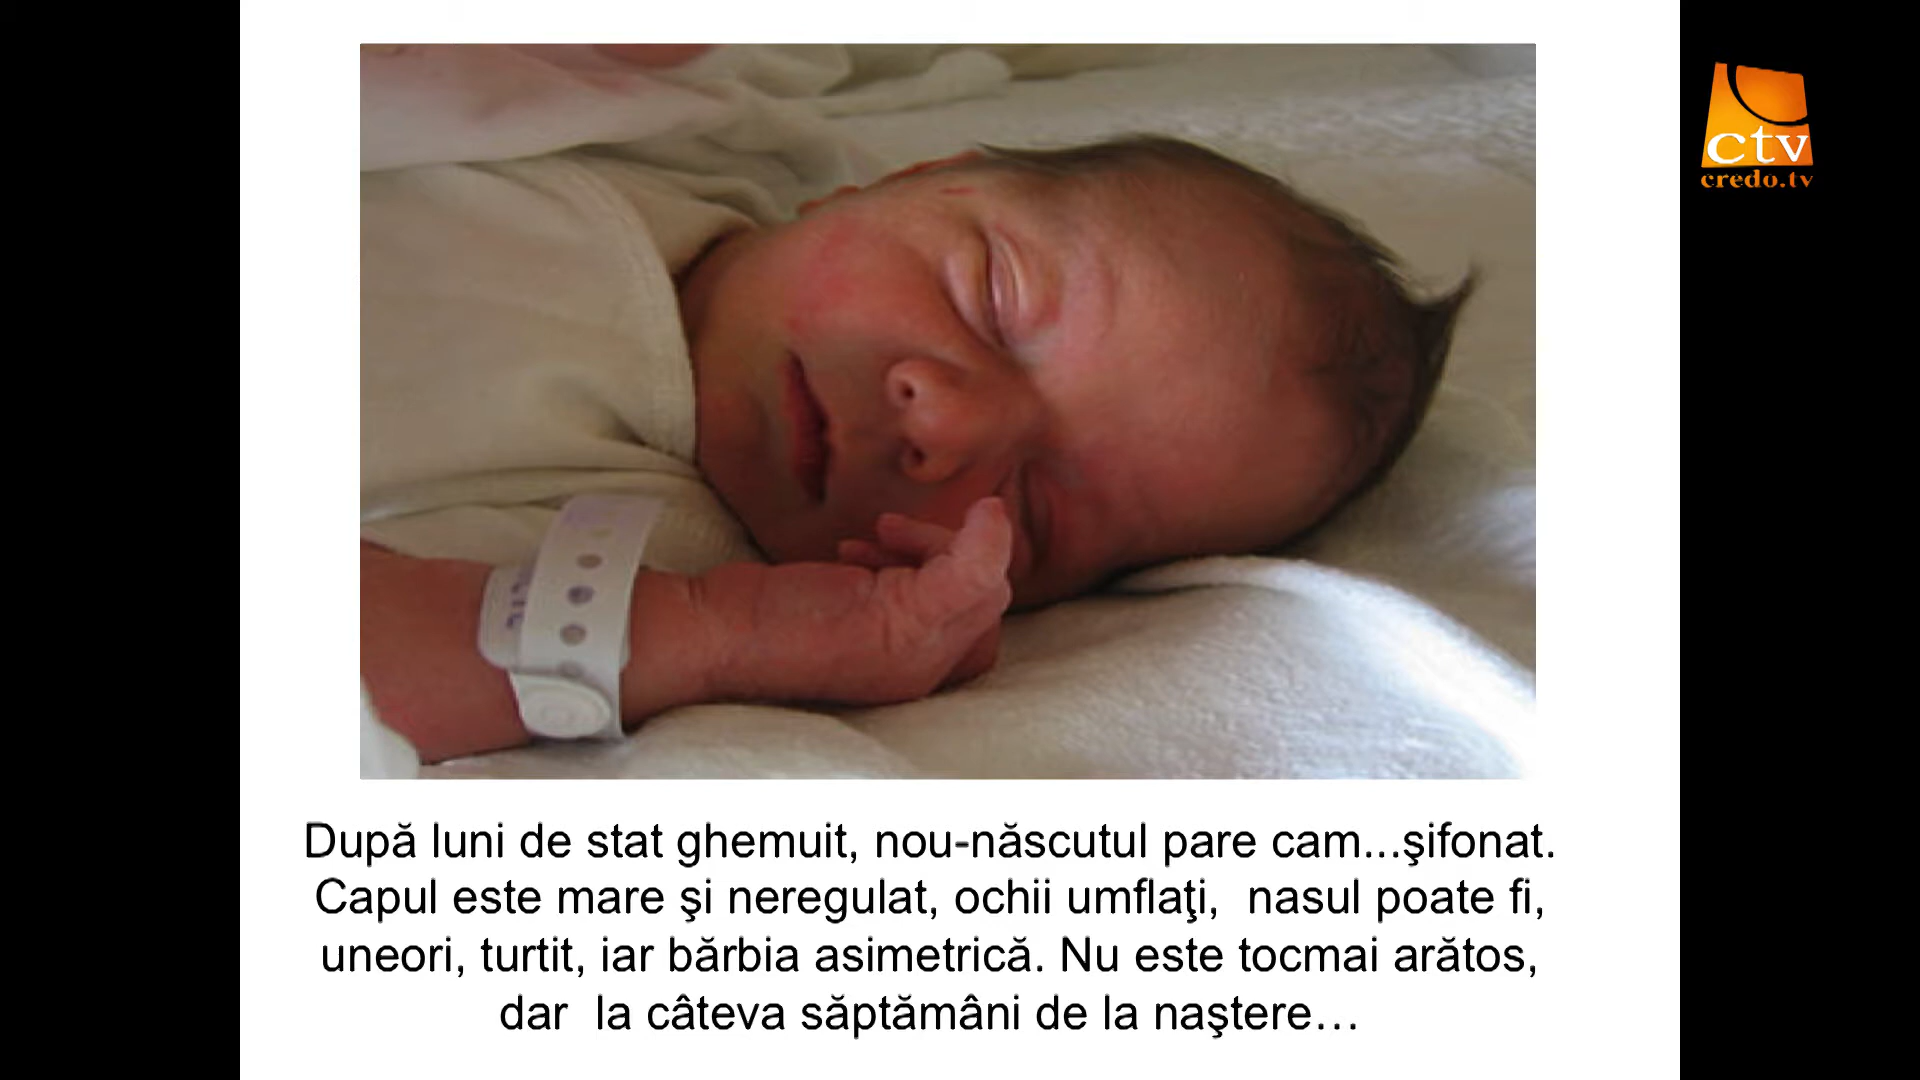 ctv
credo.tv
După luni de stat ghemuit, nou-născutul pare cam...şifonat.
Capul este mare şi neregulat, ochii umflaţi,  nasul poate fi,
uneori, turtit, iar bărbia asimetrică. Nu este tocmai arătos,
dar  la câteva săptămâni de la naştere…